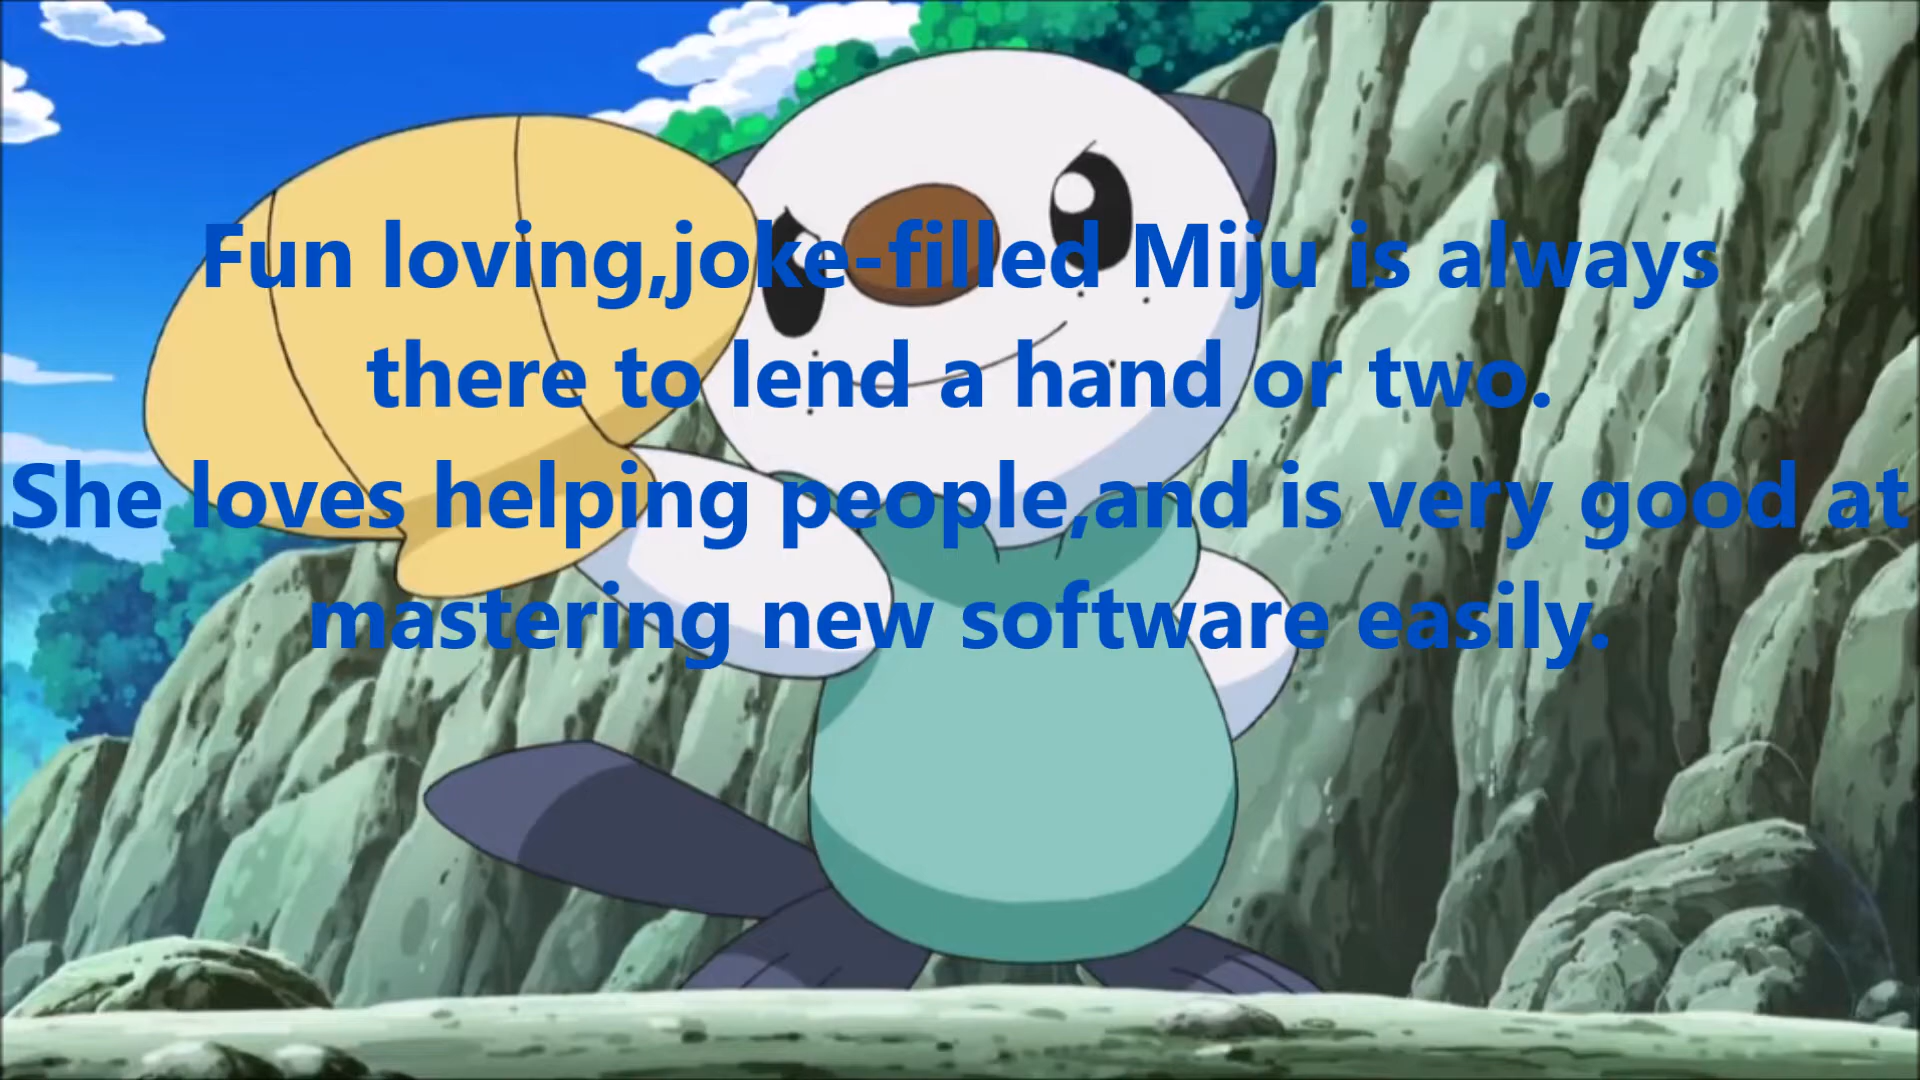 Fun loving,joke-filled Miju is always
there to lend a hand or two.
She loves helping people,and is very good at
mastering new software easily.